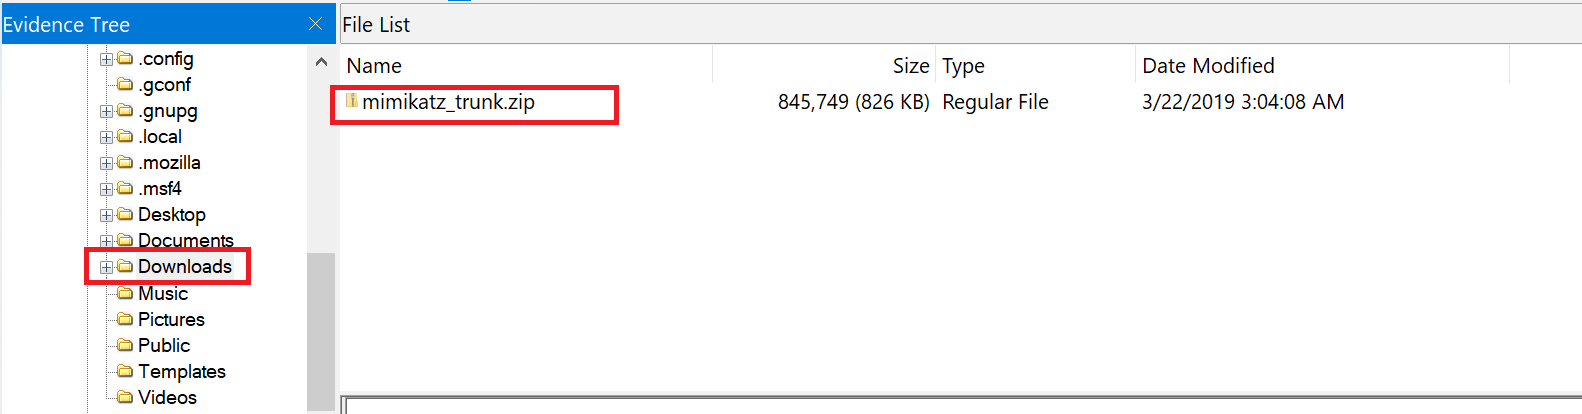 Evidence Tree
.config
.gconf
.gnupg
.local
.mozilla
.msf4
Desktop
Documents
Downloads
Music
Pictures
Public
Templates
Videos
File List
Name Size Type Date Modified
mimikatz_trunk.zip 845,749 (826 KB) Regular File 3/22/2019 3:04:08 AM